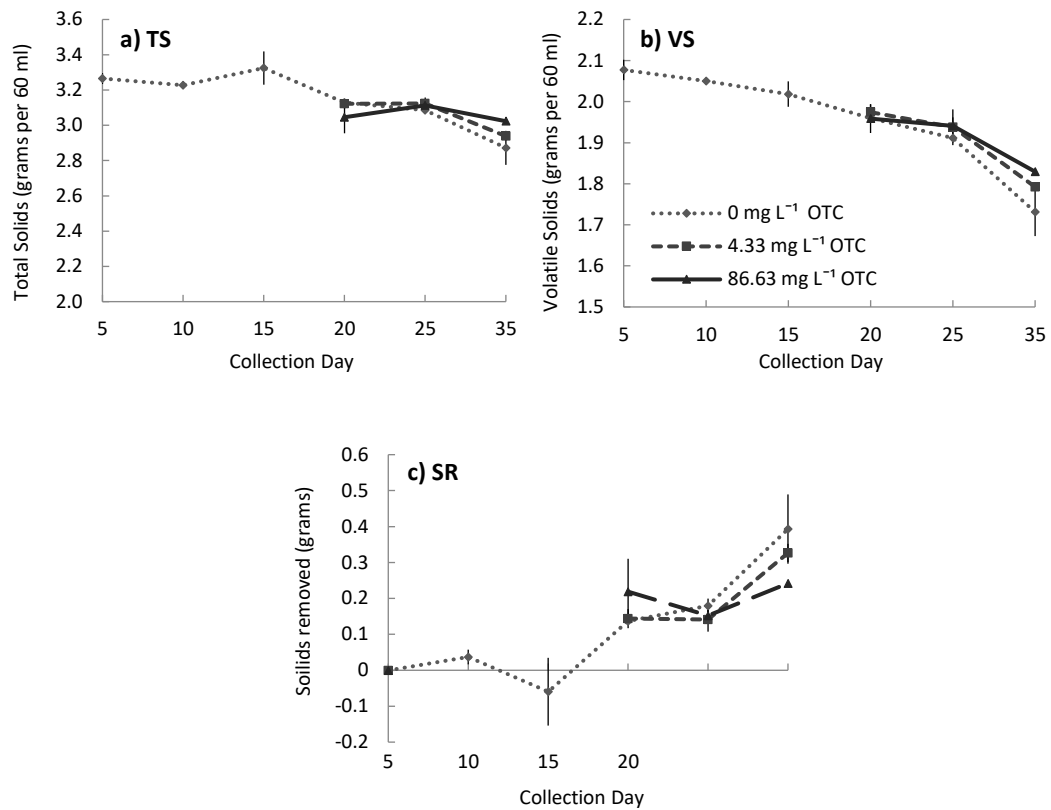 a) TS
Total Solids (grams per 60 ml)
3.6
3.4
3.2
3.0
2.8
2.6
2.4
2.2
2.0
5 10 15 20 25 35
Collection Day
b) VS
Volatile Solids (grams per 60 ml)
2.2
2.1
2.0
1.9
1.8
1.7
1.6
1.5
0 mg L⁻¹ OTC
4.33 mg L⁻¹ OTC
86.63 mg L⁻¹ OTC
5 10 15 20 25 35
Collection Day
c) SR
Soilids removed (grams)
0.6
0.5
0.4
0.3
0.2
0.1
0
-0.1
-0.2
5 10 15 20
Collection Day